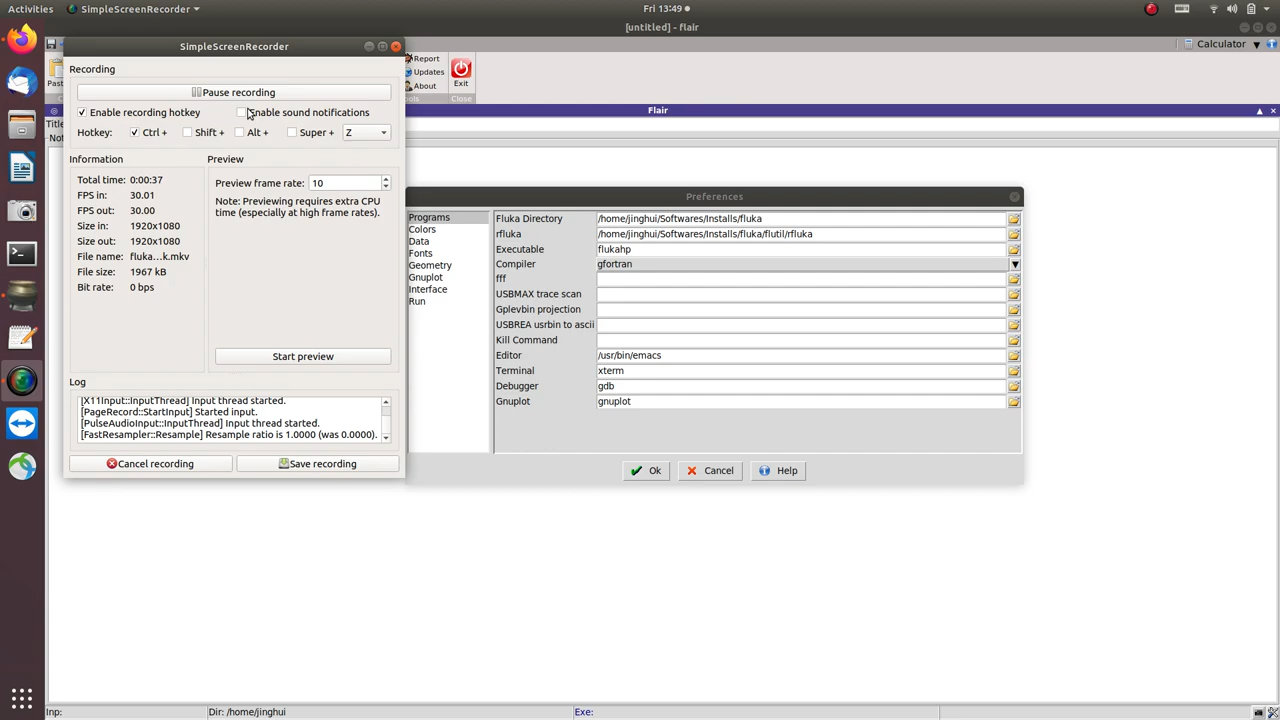 Activities
SimpleScreenRecorder
Fri 13:49
[untitled] - flair
Calculator
Report
Updates
About
Exit
Close
Flair
SimpleScreenRecorder
Recording
Pause recording
Enable recording hotkey
Enable sound notifications
Hotkey:
Ctrl +
Shift +
Alt +
Super +
Z
Information
Total time: 0:00:37
FPS in: 30.01
FPS out: 30.00
Size in: 1920x1080
Size out: 1920x1080
File name: fluka...k.mkv
File size: 1967 kB
Bit rate: 0 bps
Preview
Preview frame rate: 10
Note: Previewing requires extra CPU
time (especially at high frame rates).
Start preview
Log
[X11Input::InputThread] Input thread started.
[PageRecord::StartInput] Started input.
[PulseAudioInput::InputThread] Input thread started.
[FastResampler::Resample] Resample ratio is 1.0000 (was 0.0000).
Cancel recording
Save recording
Preferences
Programs
Colors
Data
Fonts
Geometry
Gnuplot
Interface
Run
Fluka Directory /home/jinghui/Softwares/Installs/fluka
rfluka /home/jinghui/Softwares/Installs/fluka/flutil/rfluka
Executable flukahp
Compiler gfortran
fff
USBMAX trace scan
Gplevbin projection
USBREA usrbin to ascii
Kill Command
Editor /usr/bin/emacs
Terminal xterm
Debugger gdb
Gnuplot gnuplot
Ok
Cancel
Help
Inp:
Dir: /home/jinghui
Exe: